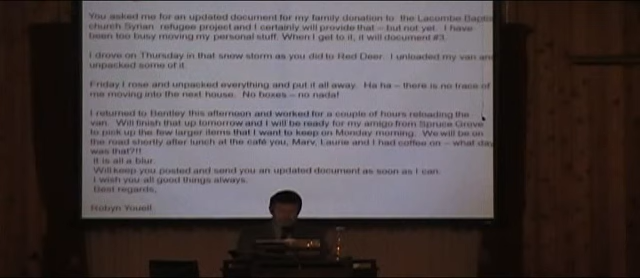 You asked me for an updated document for my family donation to the Lacombe Baptist
church Syrian refugee project and I certainly will provide that – but not yet. I have
been too busy moving my personal stuff. When I get to it, it will document #3.
I drove on Thursday in that snow storm as you did to Red Deer. I unloaded my van and
unpacked some of it.
Friday I rose and unpacked everything and put it all away. Ha ha – there is no trace of
me moving into the next house. No boxes – no nada!
I returned to Bentley this afternoon and worked for a couple of hours reloading the
van. Will finish that up tomorrow and I will be ready for my amigo from Spruce Grove
to pick up the few larger items that I want to keep on Monday morning. We will be on
the road shortly after lunch at the café you, Marv, Laurie and I had coffee on – what day
was that?!!
It is all a blur.
Will keep you posted and send you an updated document as soon as I can.
I wish you all good things always.
Best regards,
Robyn Youell